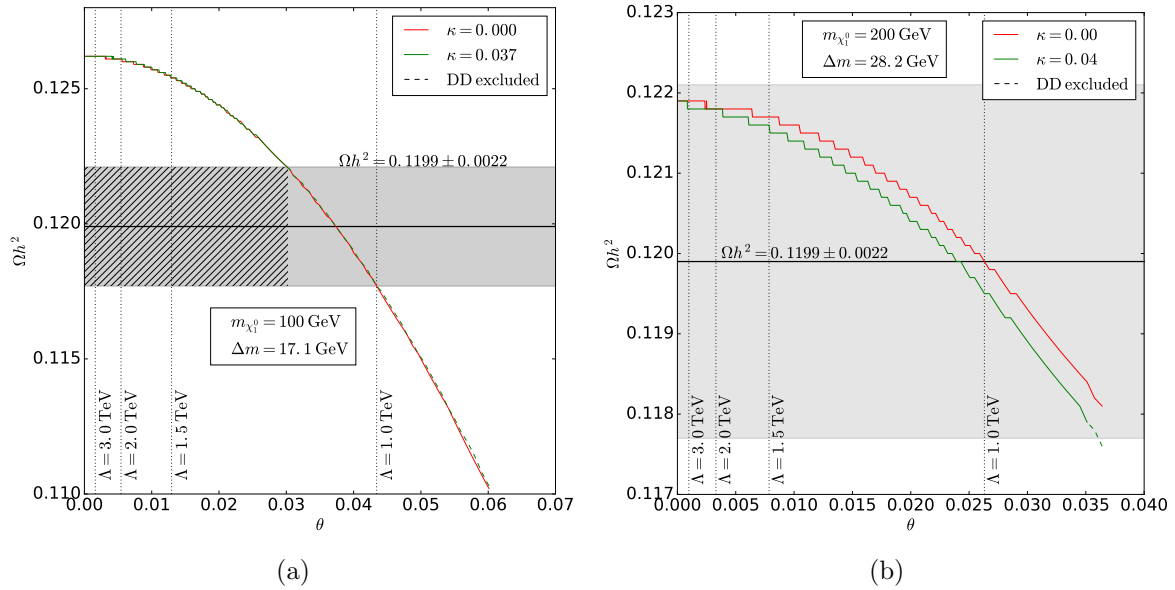 0.125
0.120
0.115
0.110
Ωh²
κ = 0.000
κ = 0.037
DD excluded
Ωh² = 0.1199 ± 0.0022
m_{χ₁⁰} = 100 GeV
Δm = 17.1 GeV
Λ = 3.0 TeV
Λ = 2.0 TeV
Λ = 1.5 TeV
Λ = 1.0 TeV
0.00 0.01 0.02 0.03 0.04 0.05 0.06 0.07
θ
(a)
0.123
0.122
0.121
0.120
0.119
0.118
0.117
Ωh²
m_{χ₁⁰} = 200 GeV
Δm = 28.2 GeV
κ = 0.00
κ = 0.04
DD excluded
Ωh² = 0.1199 ± 0.0022
Λ = 3.0 TeV
Λ = 2.0 TeV
Λ = 1.5 TeV
Λ = 1.0 TeV
0.000 0.005 0.010 0.015 0.020 0.025 0.030 0.035 0.040
θ
(b)